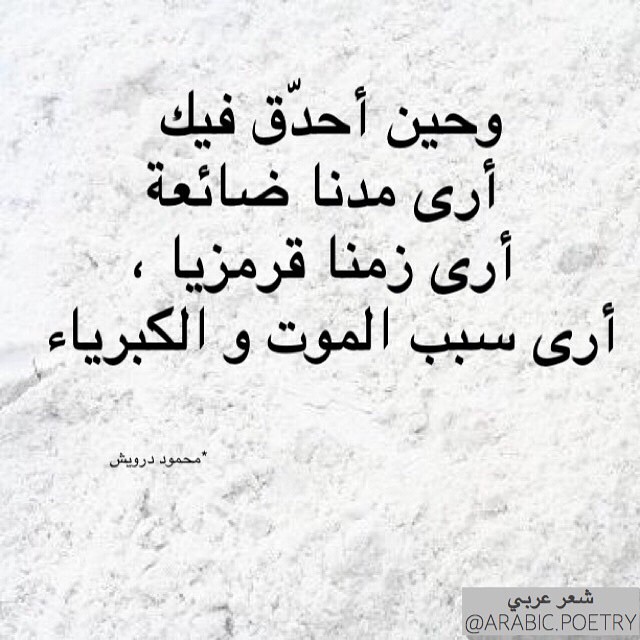 وحين أحدّق فيك
أرى مدنا ضائعة
أرى زمنا قرمزيا ،
أرى سبب الموت و الكبرياء
*محمود درويش
شعر عربي
@ARABIC.POETRY